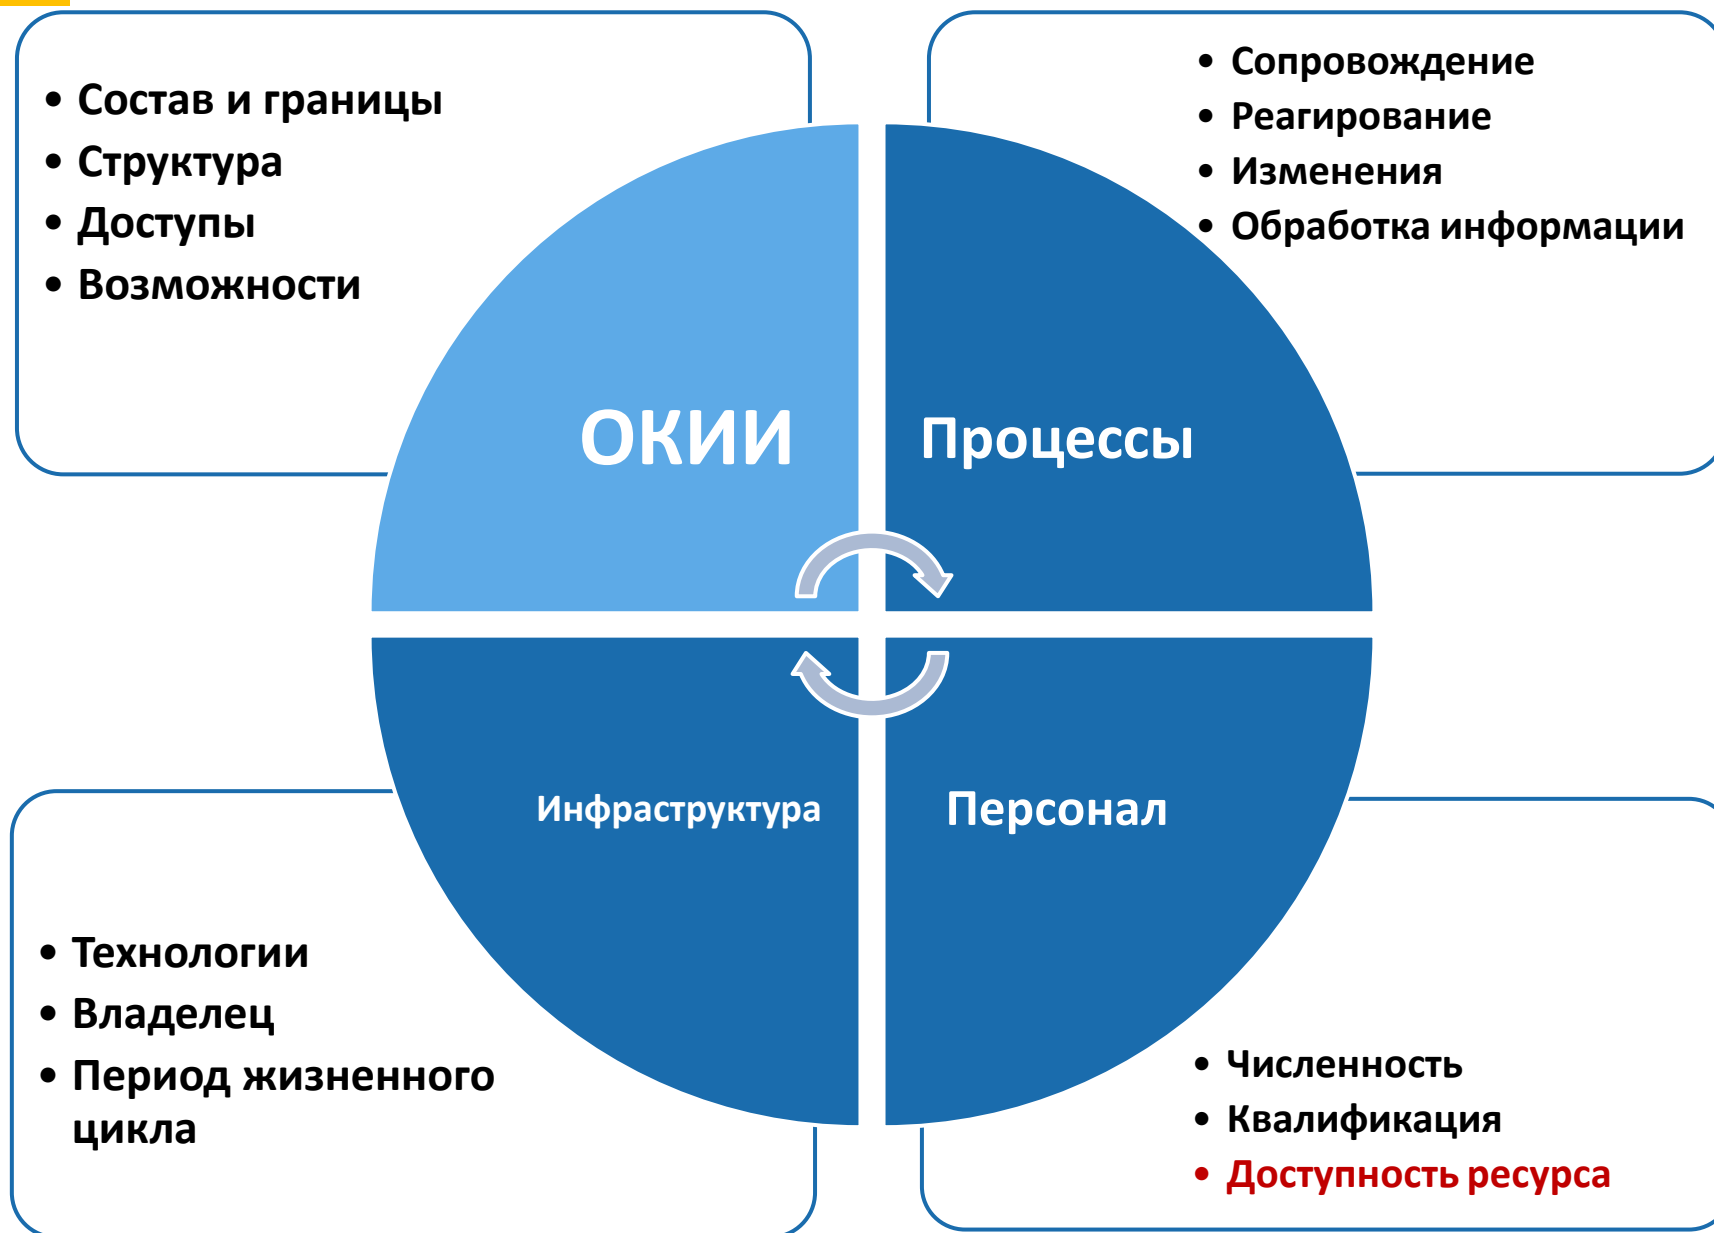 • Состав и границы
• Структура
• Доступы
• Возможности
• Сопровождение
• Реагирование
• Изменения
• Обработка информации
ОКИИ
Процессы
Инфраструктура
Персонал
• Технологии
• Владелец
• Период жизненного
цикла
• Численность
• Квалификация
• Доступность ресурса